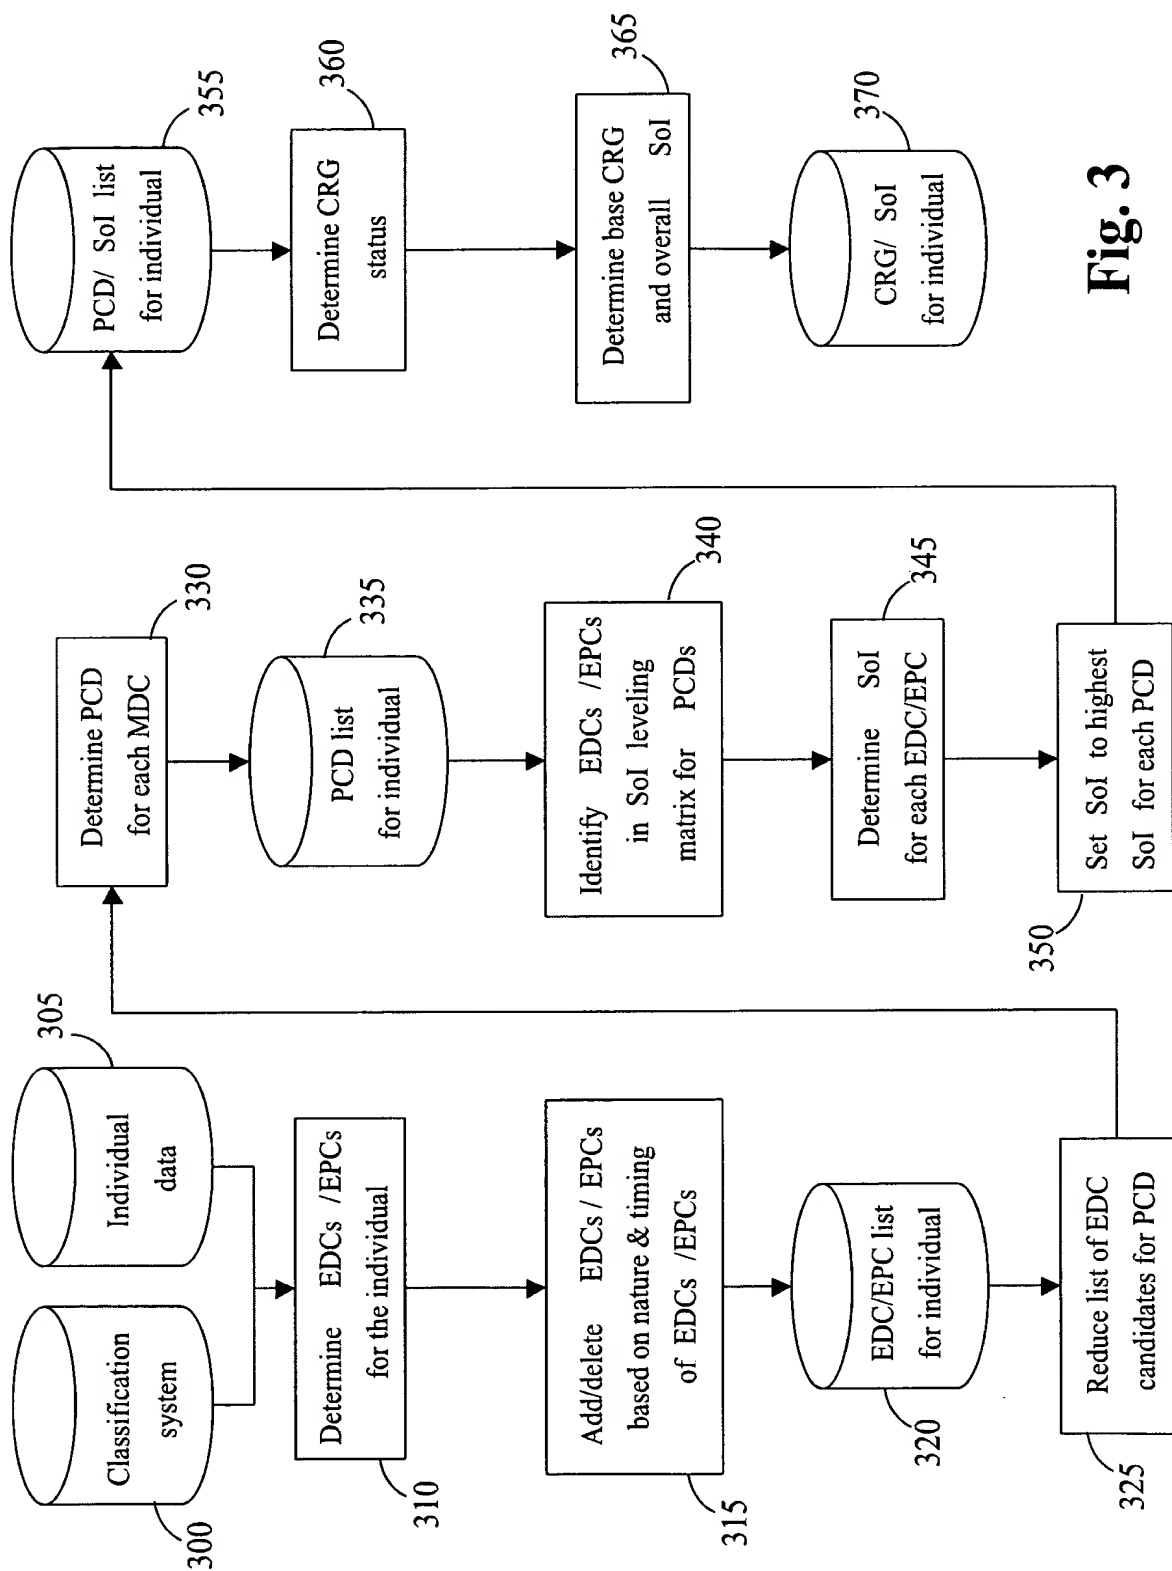 Classification
system
300
Individual
data
305
Determine EDCs /EPCs
for the individual
310
Add/delete EDCs / EPCs
based on nature & timing
of EDCs /EPCs
315
EDC/EPC list
for individual
320
Reduce list of EDC
candidates for PCD
325
Determine PCD
for each MDC
330
PCD list
for individual
335
Identify EDCs /EPCs
in SoI leveling
matrix for PCDs
340
Determine SoI
for each EDC/EPC
345
Set SoI to highest
SoI for each PCD
350
PCD/ SoI list
for individual
355
Determine CRG
status
360
Determine base CRG
and overall SoI
365
CRG/ SoI
for individual
370
Fig. 3